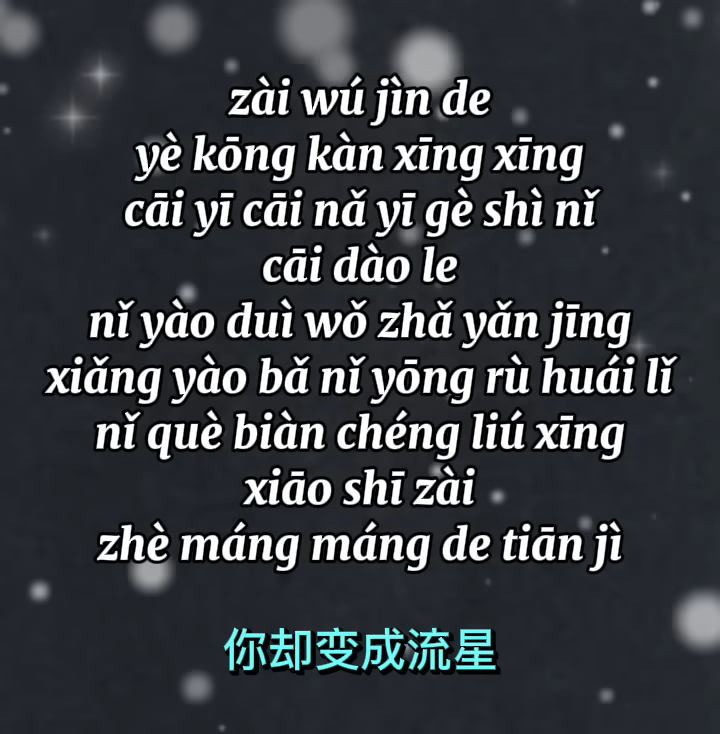 zài wú jìn de
yè kōng kàn xīng xīng
cāi yī cāi nǎ yī gè shì nǐ
cāi dào le
nǐ yào duì wǒ zhǎ yǎn jīng
xiǎng yào bǎ nǐ yōng rù huái lǐ
nǐ què biàn chéng liú xīng
xiāo shī zài
zhè máng máng de tiān jì
你却变成流星